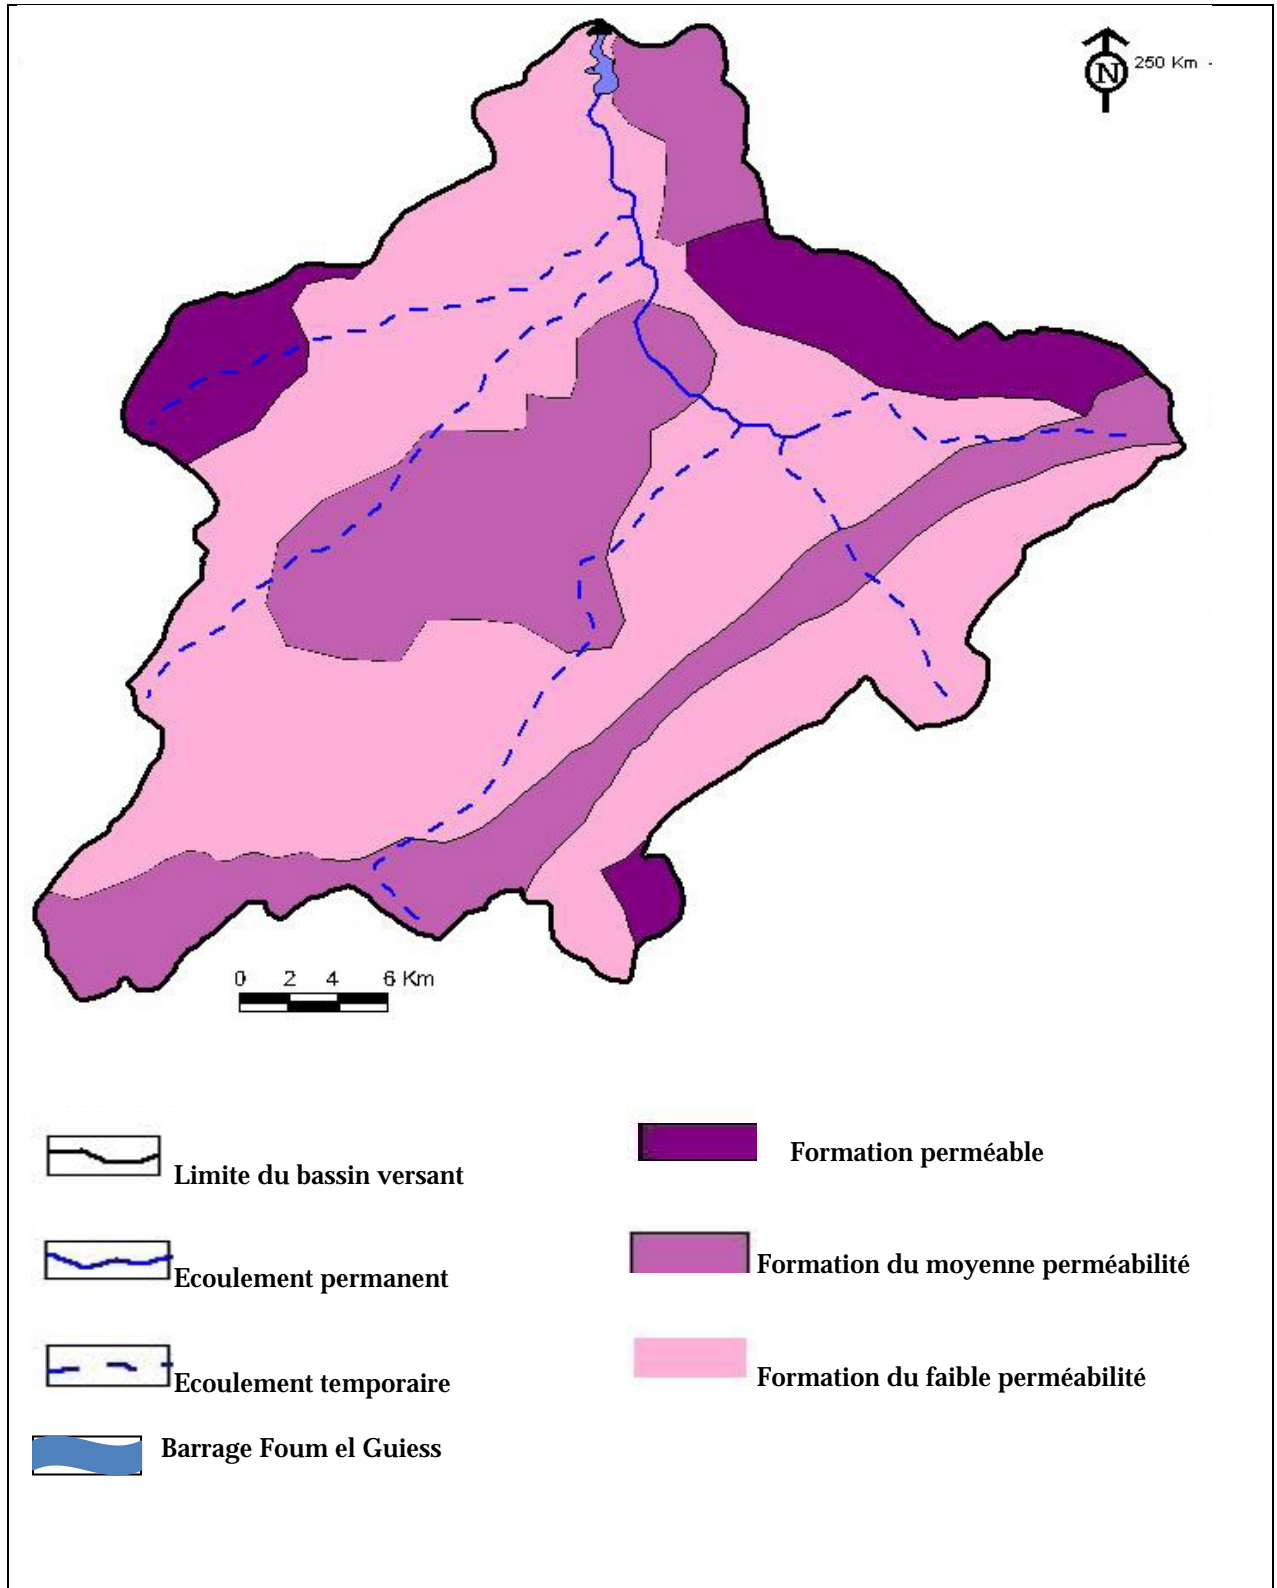 N
250 Km -
0 2 4 6 Km
Limite du bassin versant
Formation perméable
Ecoulement permanent
Formation du moyenne perméabilité
Ecoulement temporaire
Formation du faible perméabilité
Barrage Foum el Guiess